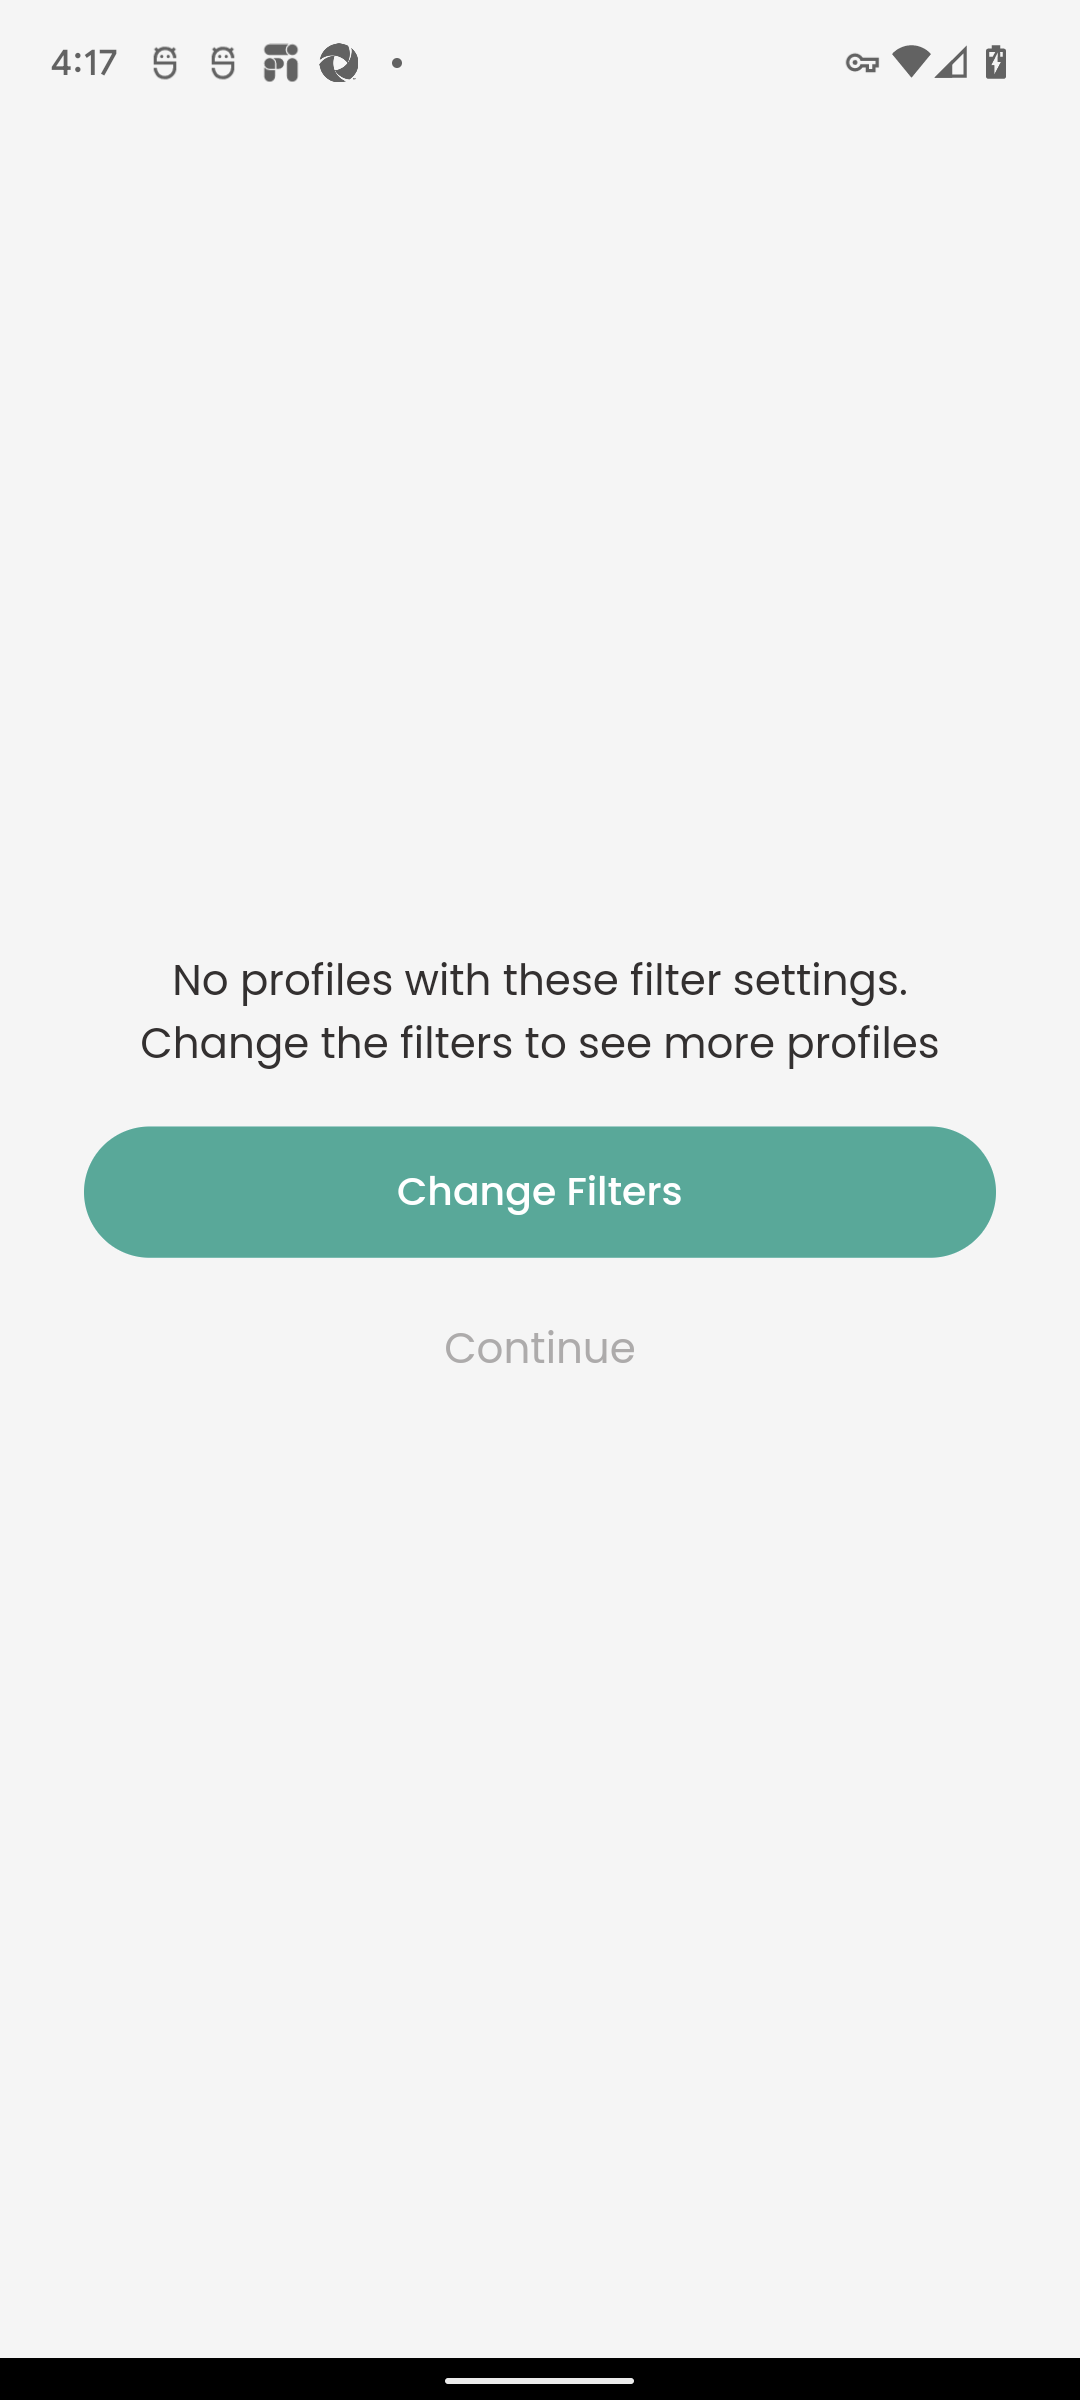 4:17
No profiles with these filter settings.
Change the filters to see more profiles
Change Filters
Continue